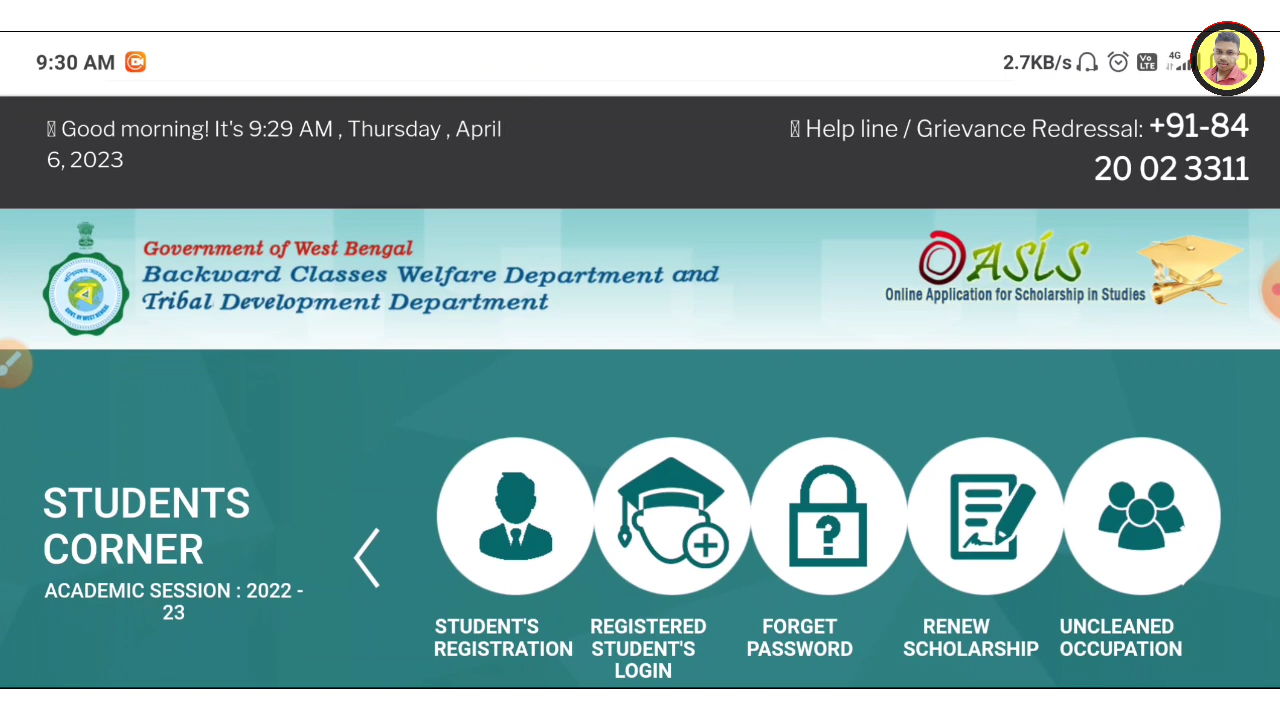 9:30 AM
2.7KB/s
Vo LTE
4G
Good morning! It's 9:29 AM , Thursday , April
6, 2023
Help line / Grievance Redressal: +91-84
20 02 3311
Government of West Bengal
Backward Classes Welfare Department and
Tribal Development Department
OASIS
Online Application for Scholarship in Studies
STUDENTS
CORNER
ACADEMIC SESSION : 2022 -
23
STUDENT'S
REGISTRATION
REGISTERED
STUDENT'S
LOGIN
FORGET
PASSWORD
RENEW
SCHOLARSHIP
UNCLEANED
OCCUPATION